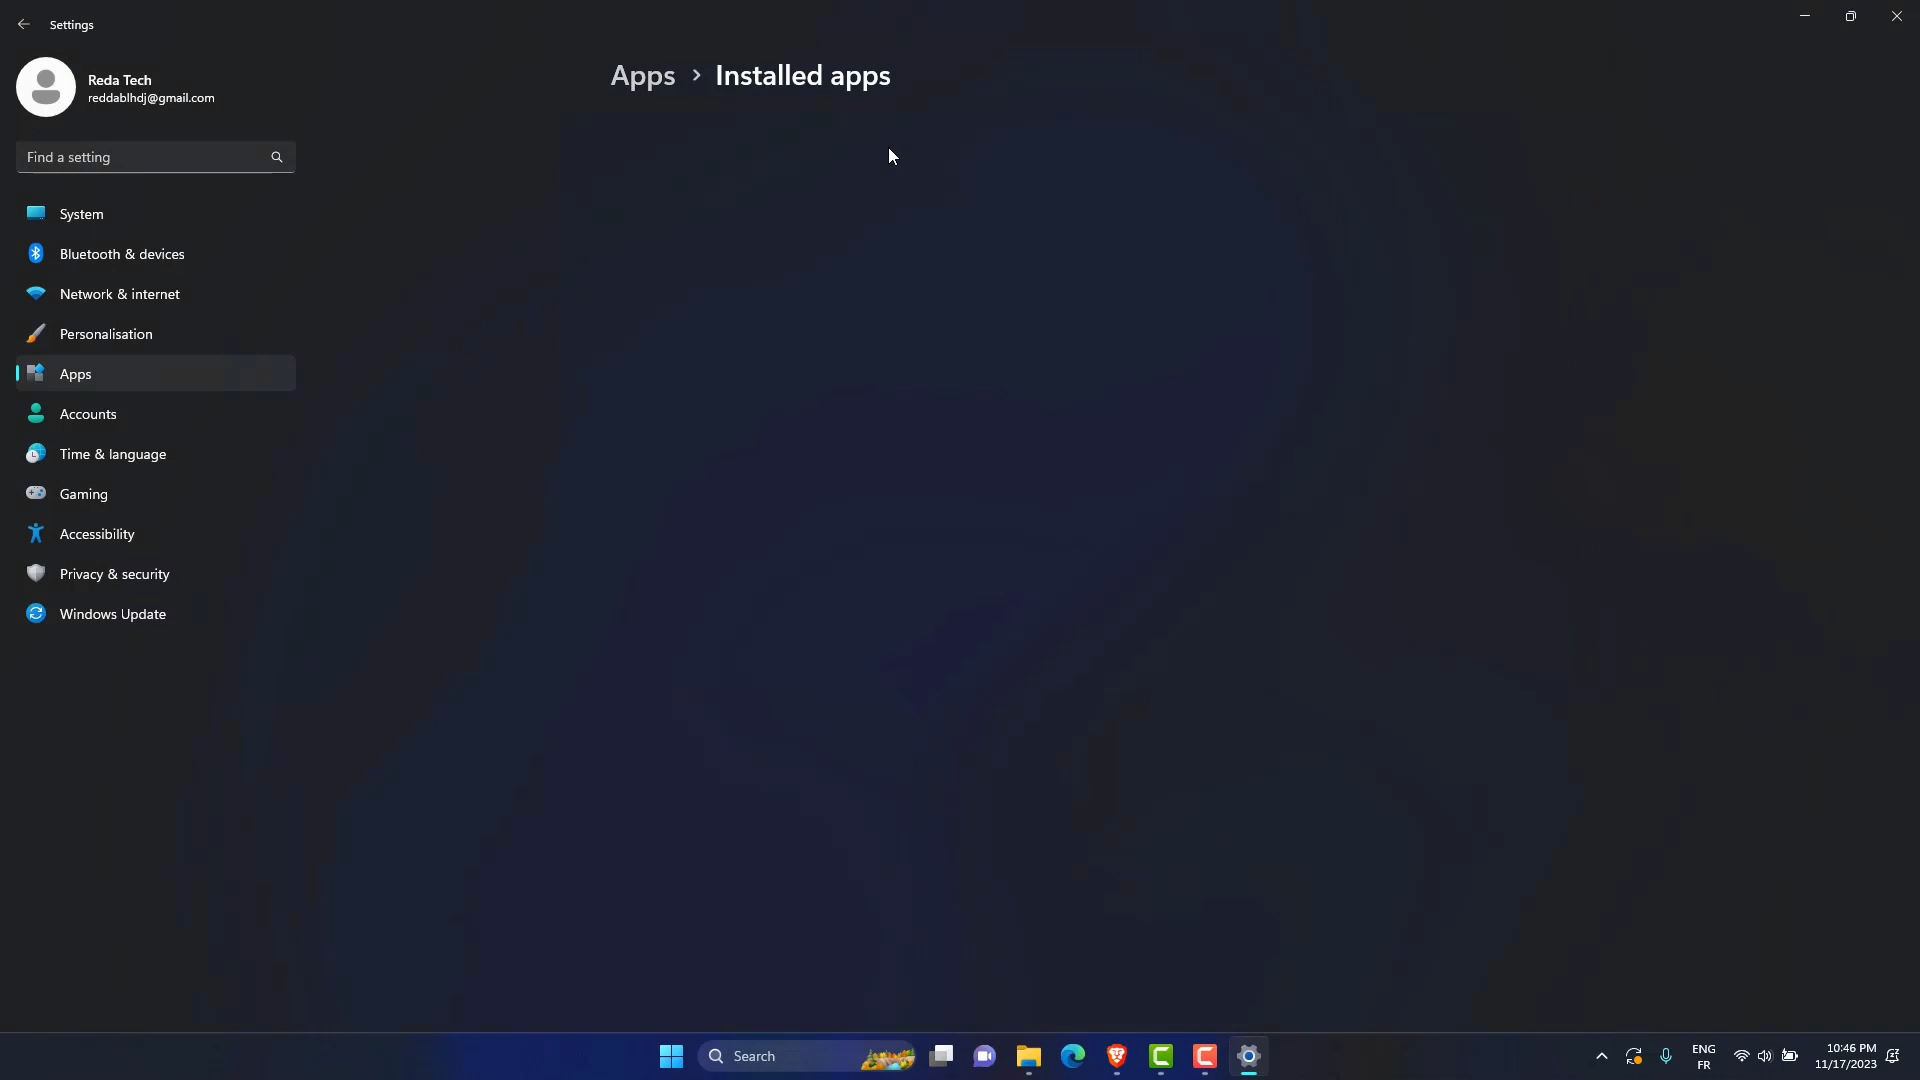 Settings
Reda Tech
reddablhdj@gmail.com
Find a setting
System
Bluetooth & devices
Network & internet
Personalisation
Apps
Accounts
Time & language
Gaming
Accessibility
Privacy & security
Windows Update
Apps > Installed apps
Search
ENG
FR
10:46 PM
11/17/2023